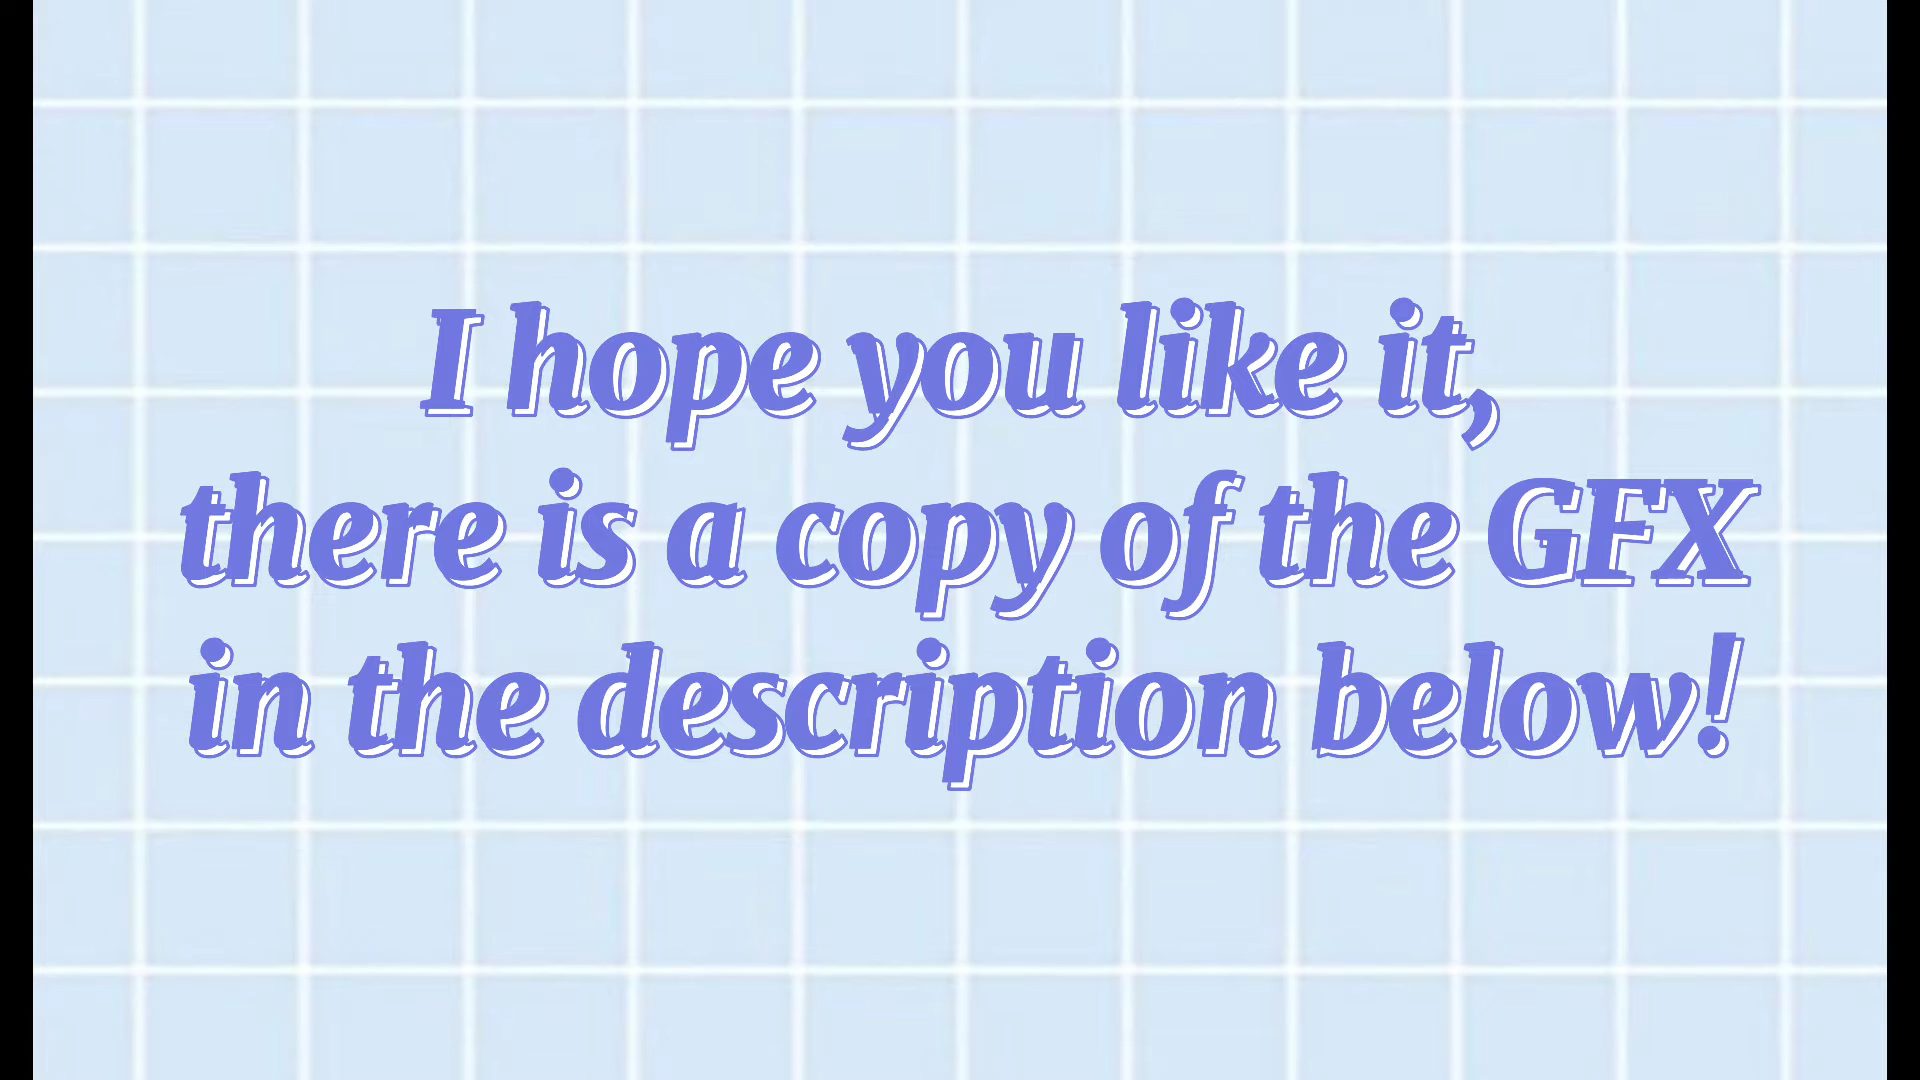 I hope you like it,
there is a copy of the GFX
in the description below!